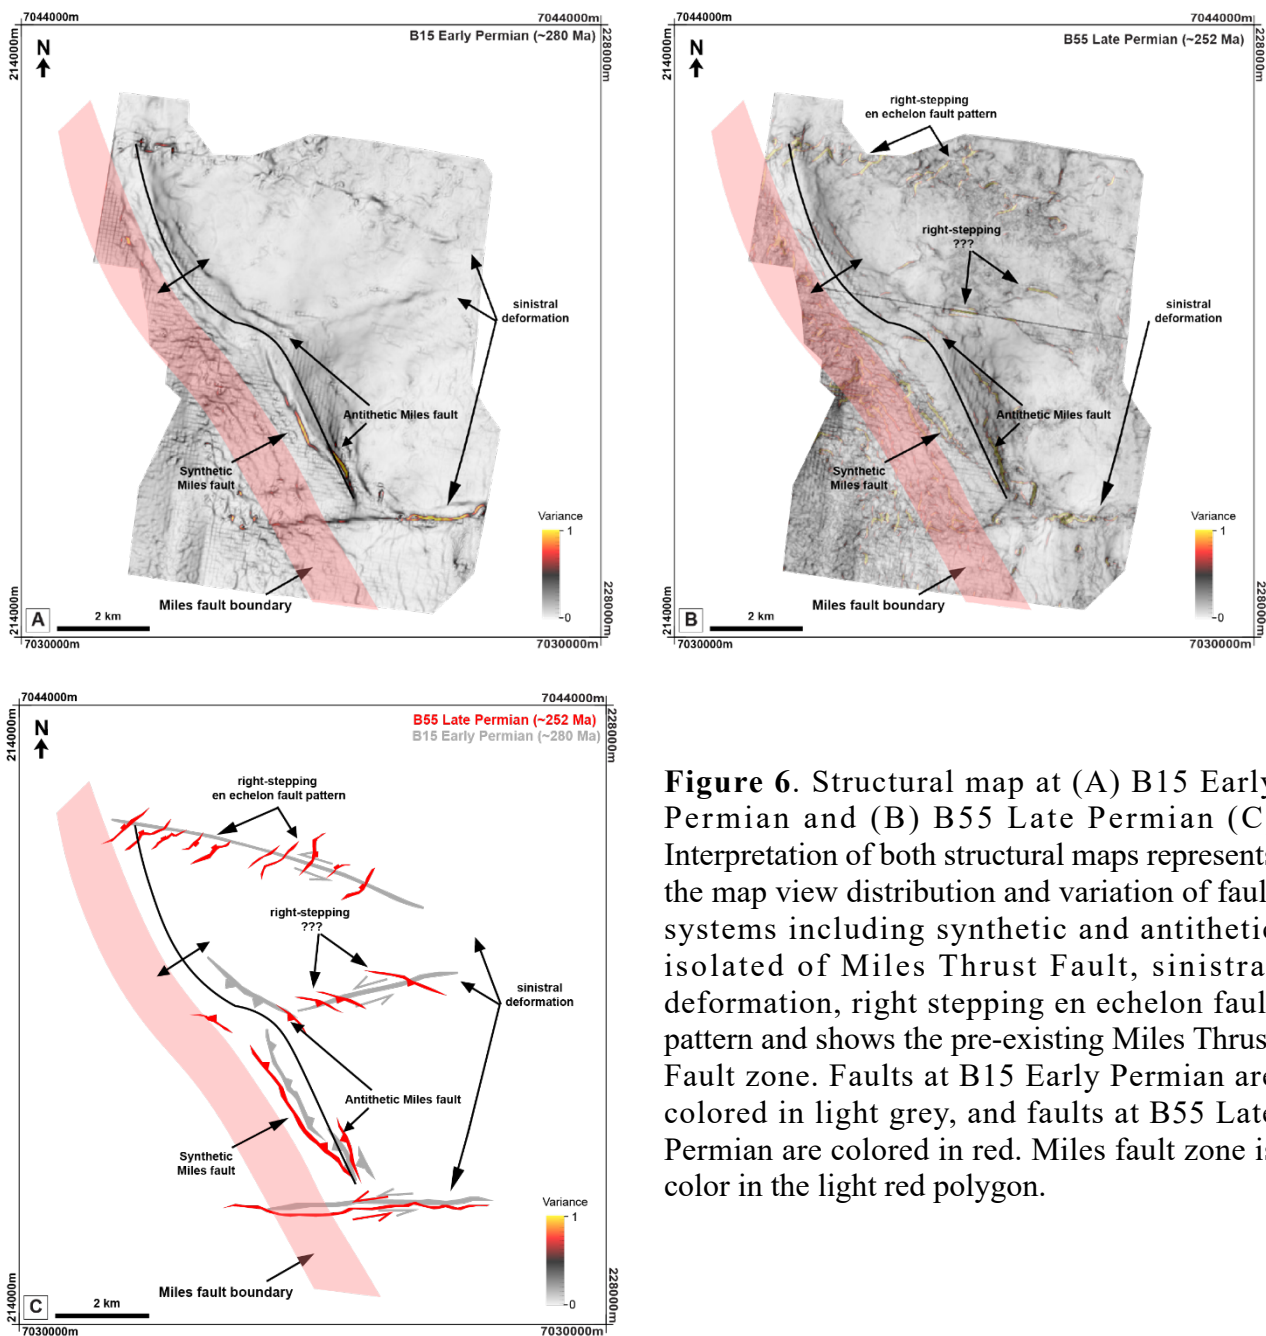 7044000m
7044000m
B15 Early Permian (~280 Ma)
214000m
228000m
N
sinistral
deformation
Antithetic Miles fault
Synthetic
Miles fault
Variance
1
0
Miles fault boundary
A
2 km
214000m
228000m
7030000m
7030000m
7044000m
7044000m
B55 Late Permian (~252 Ma)
214000m
228000m
N
right-stepping
en echelon fault pattern
right-stepping
???
sinistral
deformation
Antithetic Miles fault
Synthetic
Miles fault
Variance
1
0
Miles fault boundary
B
2 km
214000m
228000m
7030000m
7030000m
7044000m
7044000m
B55 Late Permian (~252 Ma)
B15 Early Permian (~280 Ma)
214000m
228000m
N
right-stepping
en echelon fault pattern
right-stepping
???
sinistral
deformation
Antithetic Miles fault
Synthetic
Miles fault
Variance
1
0
Miles fault boundary
C
2 km
214000m
228000m
7030000m
7030000m
Figure 6. Structural map at (A) B15 Early
Permian and (B) B55 Late Permian (C
Interpretation of both structural maps represents
the map view distribution and variation of faul
systems including synthetic and antithetic
isolated of Miles Thrust Fault, sinistra
deformation, right stepping en echelon faul
pattern and shows the pre-existing Miles Thrus
Fault zone. Faults at B15 Early Permian are
colored in light grey, and faults at B55 Late
Permian are colored in red. Miles fault zone is
color in the light red polygon.